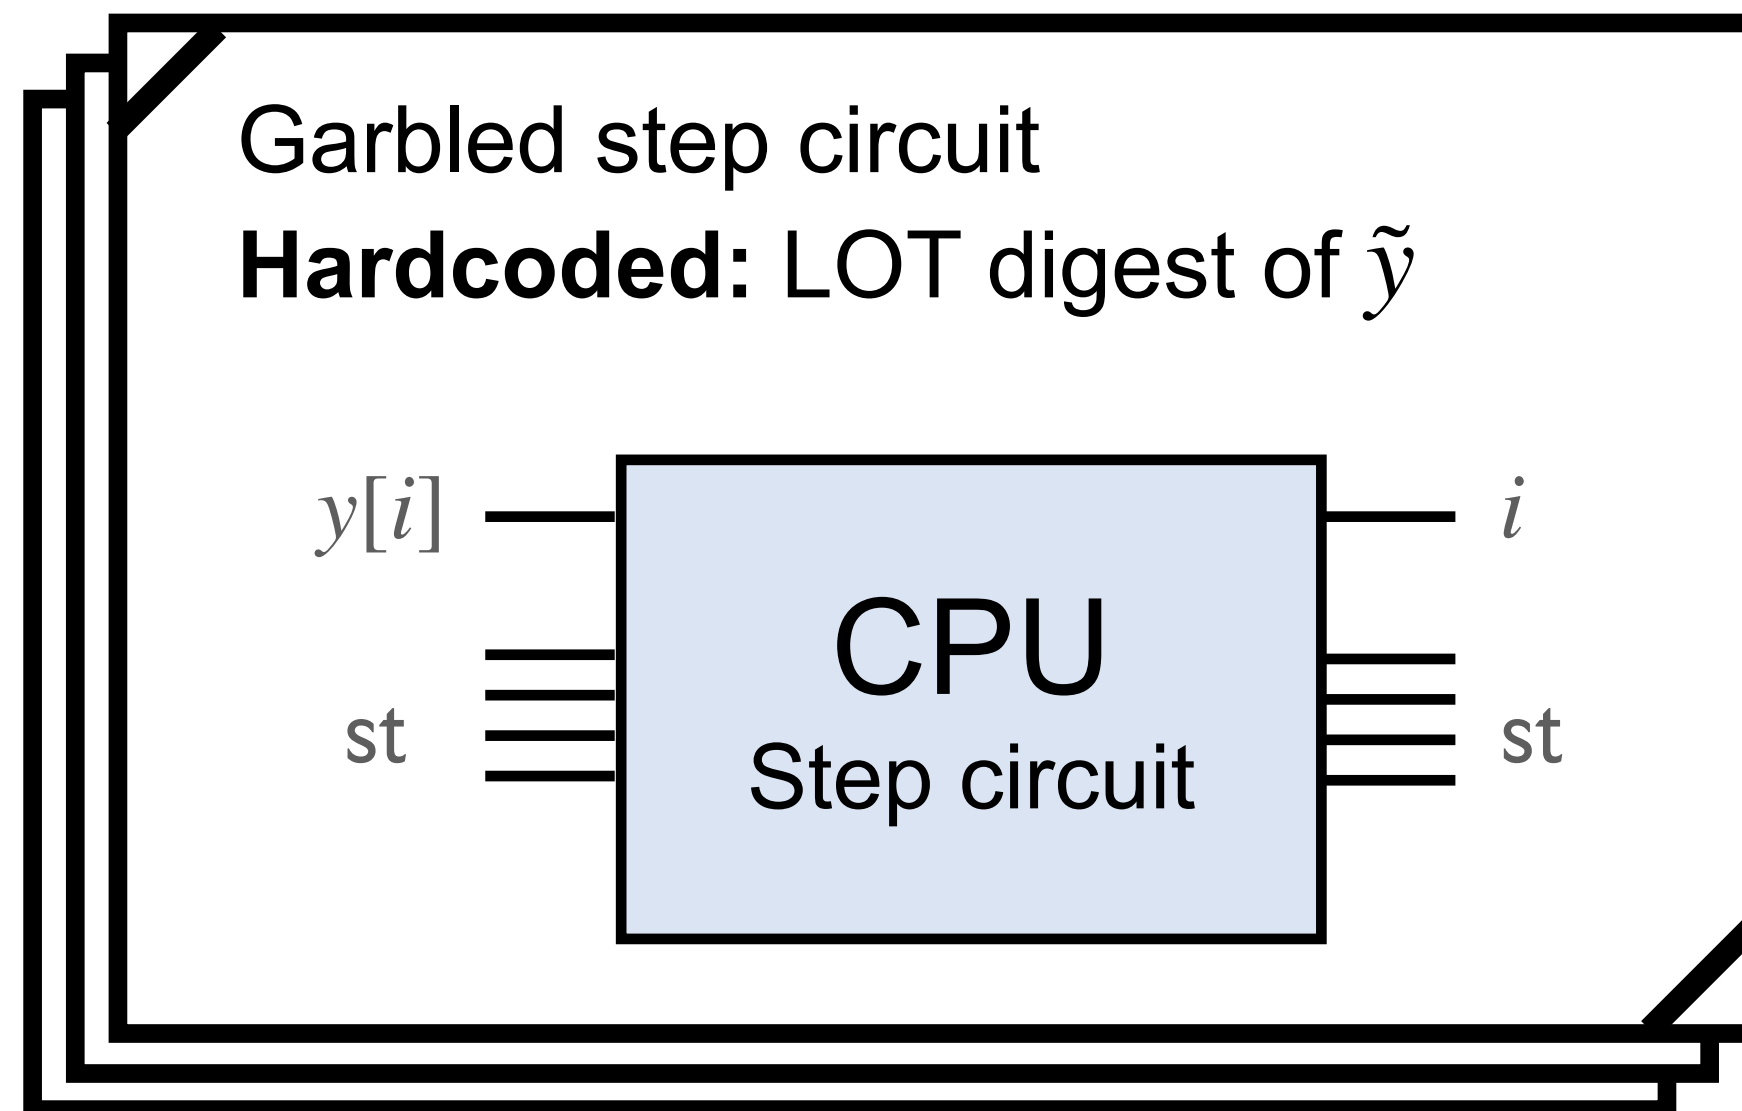 Garbled step circuit
Hardcoded: LOT digest of ỹ
y[i]
i
CPU
st
st
Step circuit